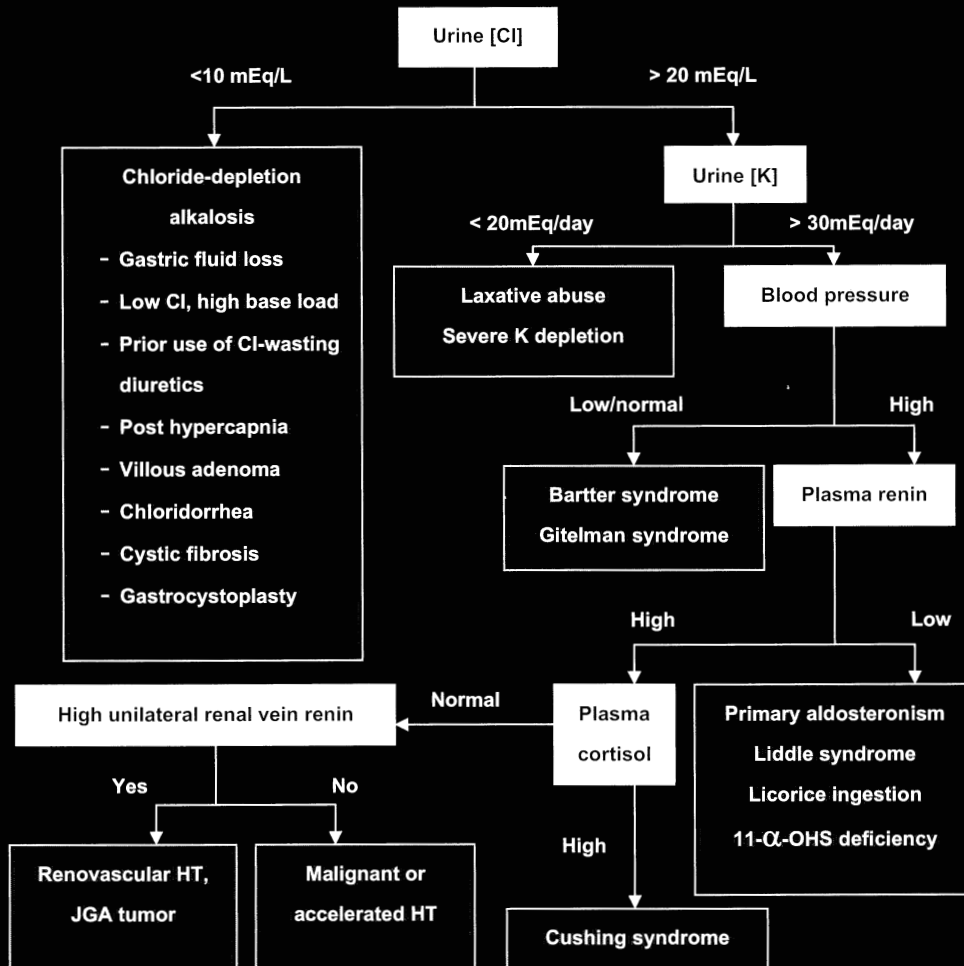 Urine [Cl]
<10 mEq/L
> 20 mEq/L
Chloride-depletion
alkalosis
- Gastric fluid loss
- Low Cl, high base load
- Prior use of Cl-wasting
diuretics
- Post hypercapnia
- Villous adenoma
- Chloridorrhea
- Cystic fibrosis
- Gastrocystoplasty
Urine [K]
< 20mEq/day
> 30mEq/day
Laxative abuse
Severe K depletion
Blood pressure
Low/normal
High
Bartter syndrome
Gitelman syndrome
Plasma renin
High
Low
Plasma
cortisol
Primary aldosteronism
Liddle syndrome
Licorice ingestion
11-α-OHS deficiency
Normal
High unilateral renal vein renin
Yes
No
High
Renovascular HT,
JGA tumor
Malignant or
accelerated HT
Cushing syndrome